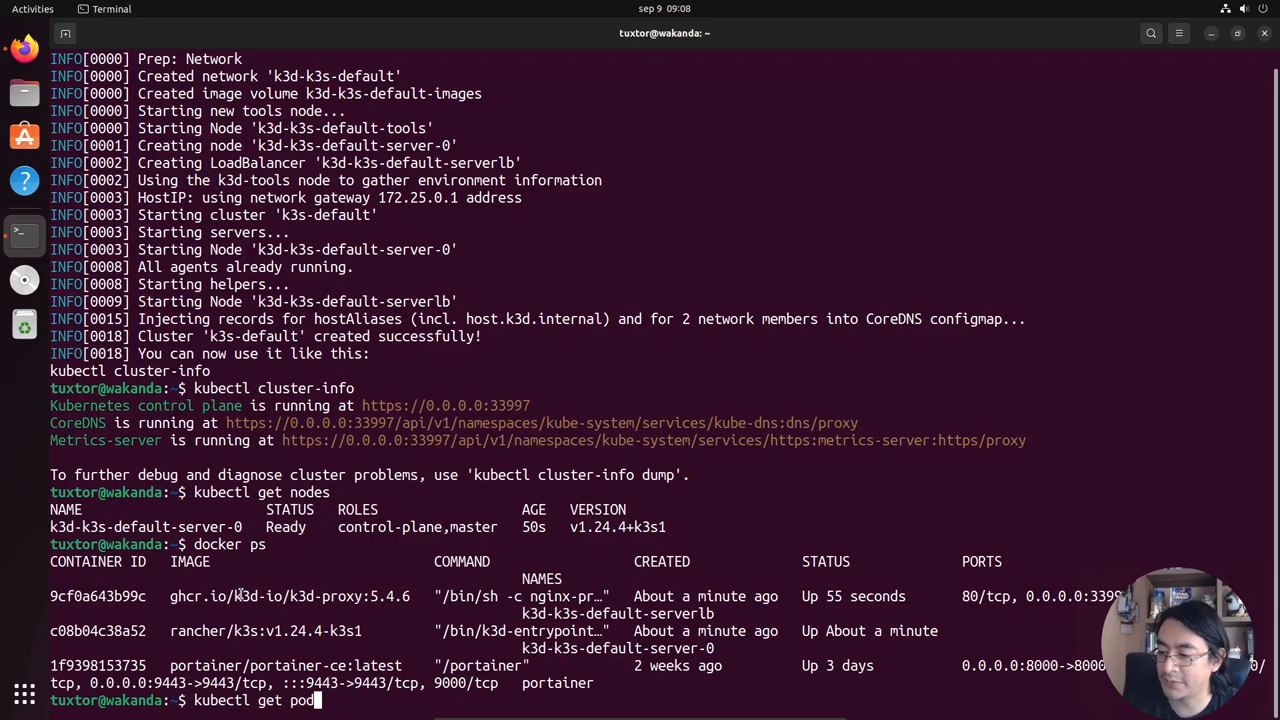 Activities
Terminal
sep 9 09:08
tuxtor@wakanda: ~
INFO[0000] Prep: Network
INFO[0000] Created network 'k3d-k3s-default'
INFO[0000] Created image volume k3d-k3s-default-images
INFO[0000] Starting new tools node...
INFO[0000] Starting Node 'k3d-k3s-default-tools'
INFO[0001] Creating node 'k3d-k3s-default-server-0'
INFO[0002] Creating LoadBalancer 'k3d-k3s-default-serverlb'
INFO[0002] Using the k3d-tools node to gather environment information
INFO[0003] HostIP: using network gateway 172.25.0.1 address
INFO[0003] Starting cluster 'k3s-default'
INFO[0003] Starting servers...
INFO[0003] Starting Node 'k3d-k3s-default-server-0'
INFO[0008] All agents already running.
INFO[0008] Starting helpers...
INFO[0009] Starting Node 'k3d-k3s-default-serverlb'
INFO[0015] Injecting records for hostAliases (incl. host.k3d.internal) and for 2 network members into CoreDNS configmap...
INFO[0018] Cluster 'k3s-default' created successfully!
INFO[0018] You can now use it like this:
kubectl cluster-info
tuxtor@wakanda:~$ kubectl cluster-info
Kubernetes control plane is running at https://0.0.0.0:33997
CoreDNS is running at https://0.0.0.0:33997/api/v1/namespaces/kube-system/services/kube-dns:dns/proxy
Metrics-server is running at https://0.0.0.0:33997/api/v1/namespaces/kube-system/services/https:metrics-server:https/proxy
To further debug and diagnose cluster problems, use 'kubectl cluster-info dump'.
tuxtor@wakanda:~$ kubectl get nodes
NAME STATUS ROLES AGE VERSION
k3d-k3s-default-server-0 Ready control-plane,master 50s v1.24.4+k3s1
tuxtor@wakanda:~$ docker ps
CONTAINER ID IMAGE COMMAND CREATED STATUS PORTS
NAMES
9cf0a643b99c ghcr.io/k3d-io/k3d-proxy:5.4.6 "/bin/sh -c nginx-pr…" About a minute ago Up 55 seconds 80/tcp, 0.0.0.0:3399
k3d-k3s-default-serverlb
c08b04c38a52 rancher/k3s:v1.24.4-k3s1 "/bin/k3d-entrypoint…" About a minute ago Up About a minute
k3d-k3s-default-server-0
1f9398153735 portainer/portainer-ce:latest "/portainer" 2 weeks ago Up 3 days 0.0.0.0:8000->8000 0/
tcp, 0.0.0.0:9443->9443/tcp, :::9443->9443/tcp, 9000/tcp portainer
tuxtor@wakanda:~$ kubectl get pod